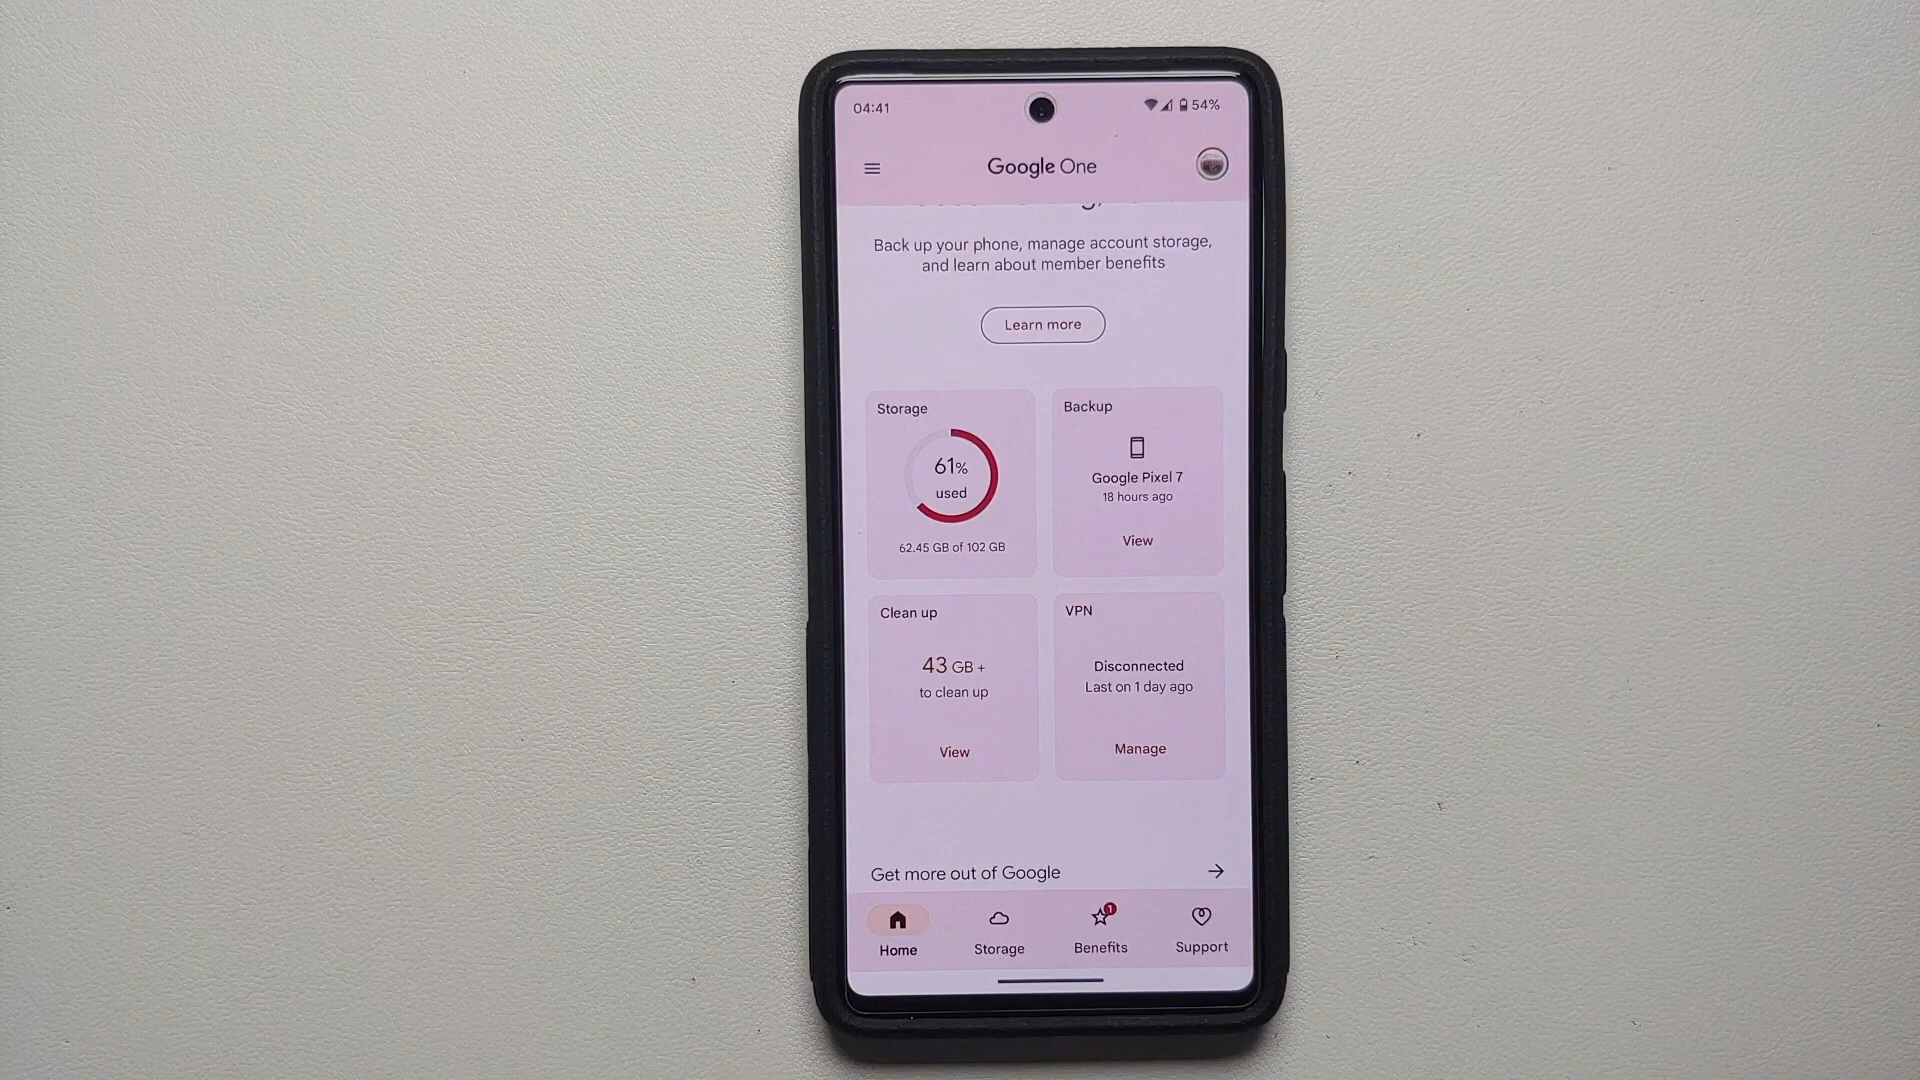 04:41
54%
Google One
Back up your phone, manage account storage,
and learn about member benefits
Learn more
Storage
61%
used
62.45 GB of 102 GB
Backup
Google Pixel 7
18 hours ago
View
Clean up
43 GB +
to clean up
View
VPN
Disconnected
Last on 1 day ago
Manage
Get more out of Google
1
Home
Storage
Benefits
Support